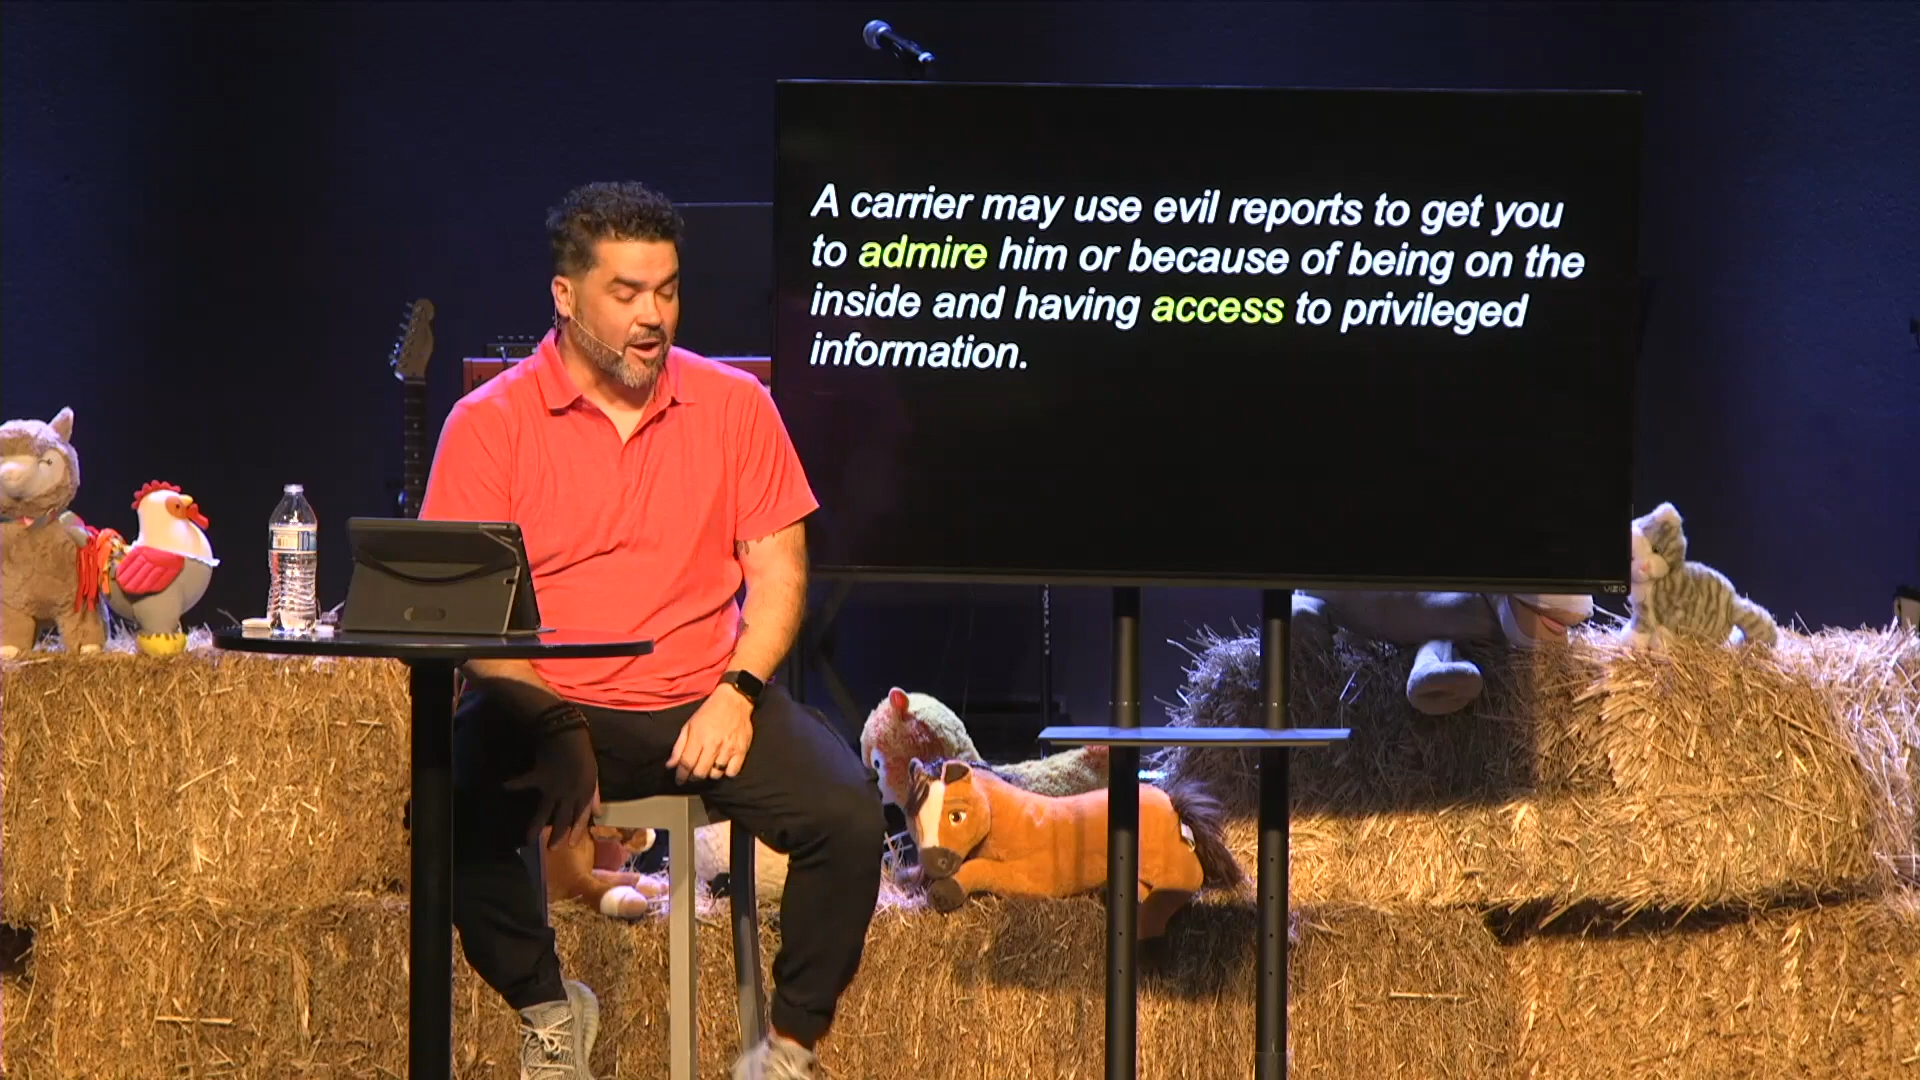 A carrier may use evil reports to get you
to admire him or because of being on the
inside and having access to privileged
information.
VIZIO